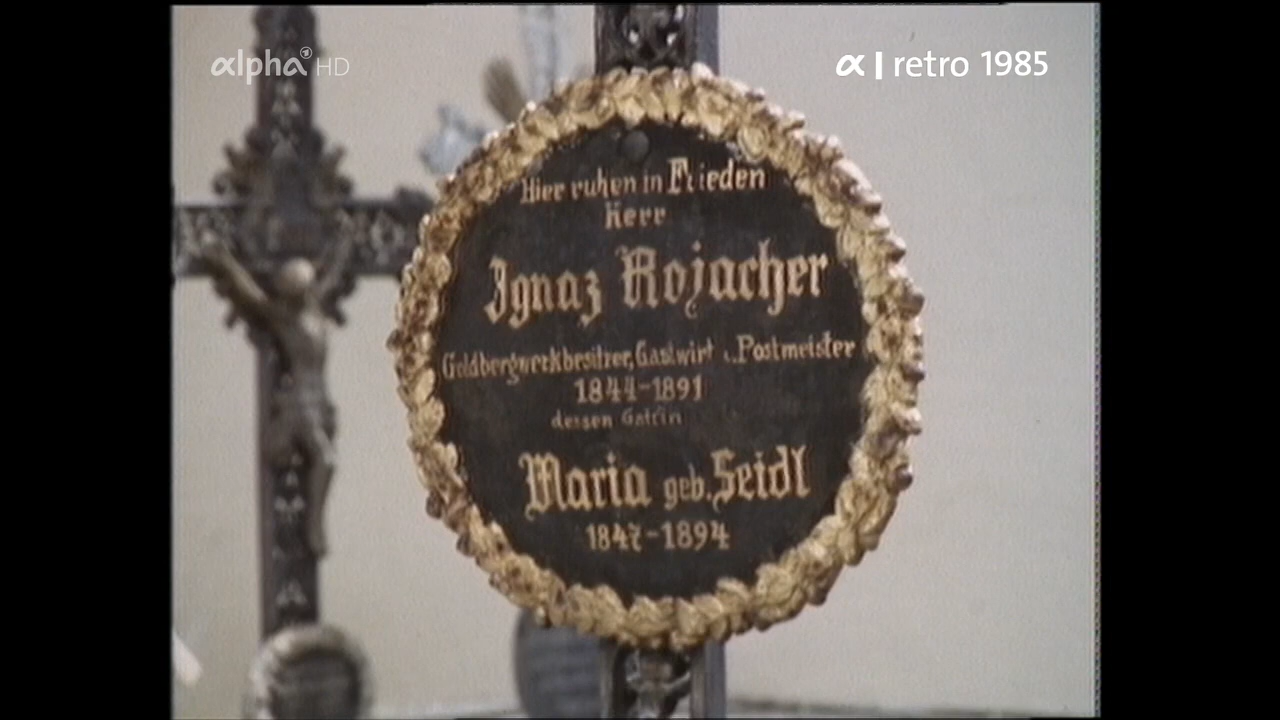 alpha HD
α | retro 1985
Hier ruhen in Frieden
Herr
Ignaz Rojacher
Goldbergwerkbesitzer, Gastwirt u. Postmeister
1844-1891
dessen Gattin
Maria geb. Seidl
1847-1894